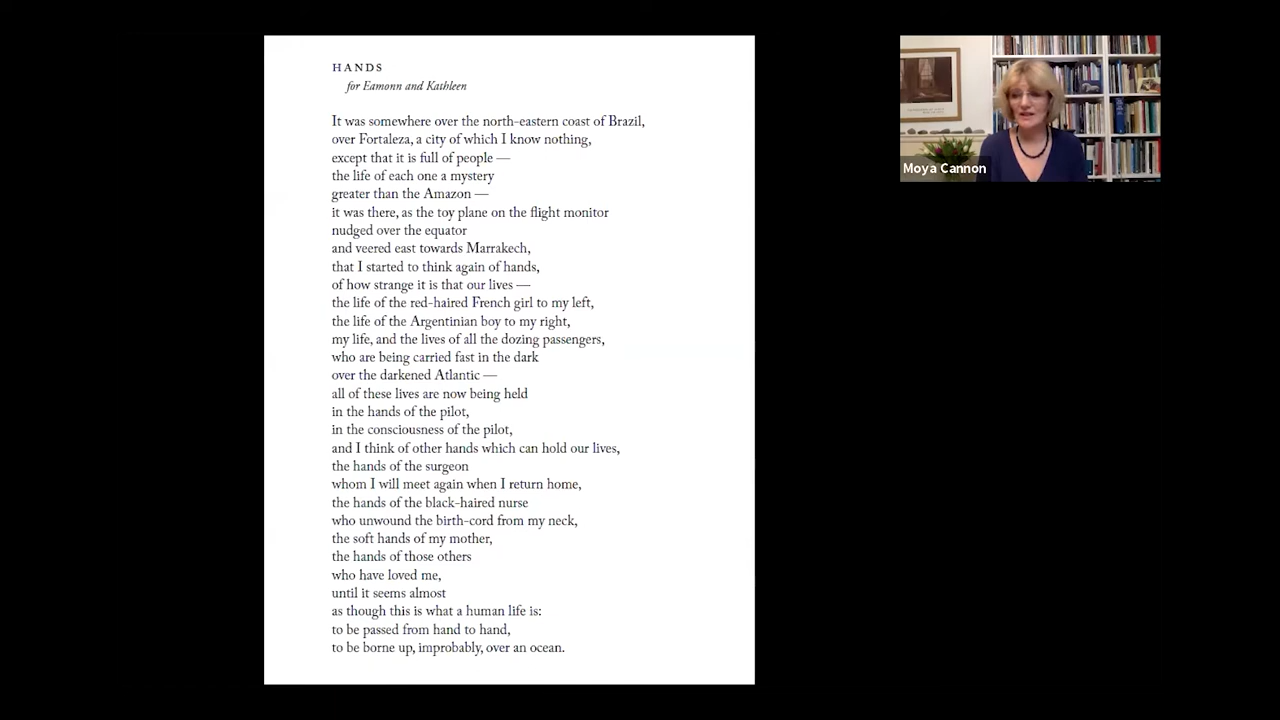 HANDS
for Eamonn and Kathleen
It was somewhere over the north-eastern coast of Brazil,
over Fortaleza, a city of which I know nothing,
except that it is full of people —
the life of each one a mystery
greater than the Amazon —
it was there, as the toy plane on the flight monitor
nudged over the equator
and veered east towards Marrakech,
that I started to think again of hands,
of how strange it is that our lives —
the life of the red-haired French girl to my left,
the life of the Argentinian boy to my right,
my life, and the lives of all the dozing passengers,
who are being carried fast in the dark
over the darkened Atlantic —
all of these lives are now being held
in the hands of the pilot,
in the consciousness of the pilot,
and I think of other hands which can hold our lives,
the hands of the surgeon
whom I will meet again when I return home,
the hands of the black-haired nurse
who unwound the birth-cord from my neck,
the soft hands of my mother,
the hands of those others
who have loved me,
until it seems almost
as though this is what a human life is:
to be passed from hand to hand,
to be borne up, improbably, over an ocean.
Moya Cannon